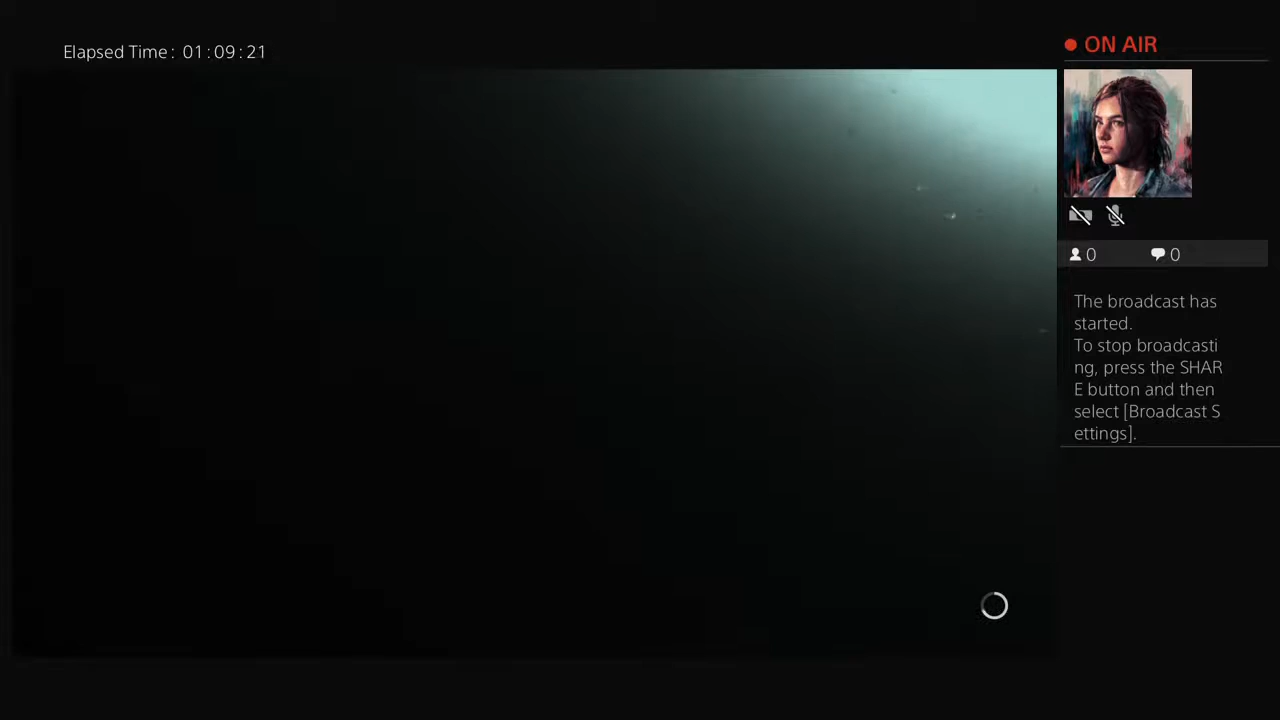 Elapsed Time: 01:09:21
ON AIR
0 0
The broadcast has
started.
To stop broadcasti
ng, press the SHAR
E button and then
select [Broadcast S
ettings].